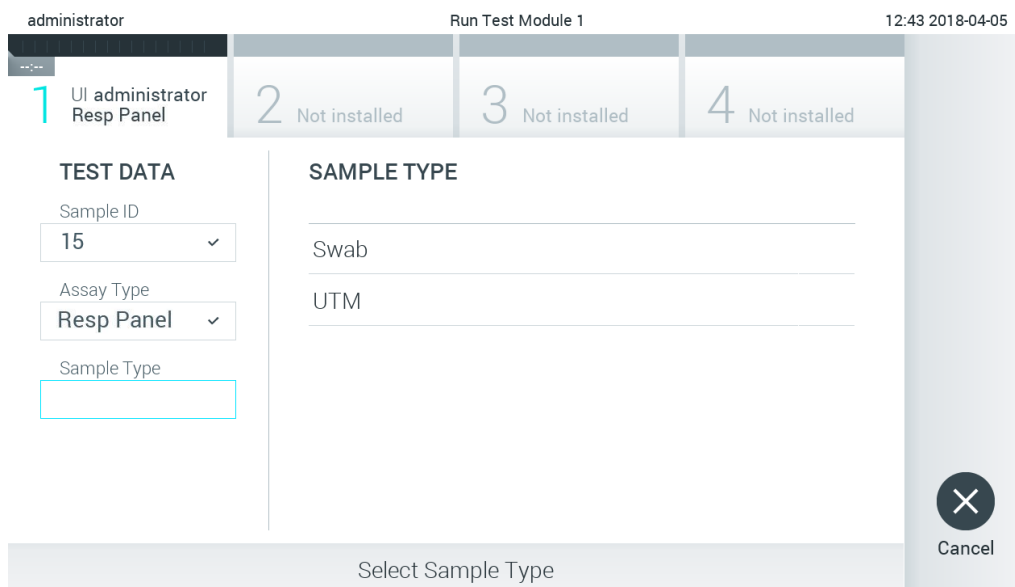 administrator
Run Test Module 1
12:43 2018-04-05
--:--
1
UI administrator
Resp Panel
2 Not installed
3 Not installed
4 Not installed
TEST DATA
Sample ID
15
Assay Type
Resp Panel
Sample Type
SAMPLE TYPE
Swab
UTM
Cancel
Select Sample Type